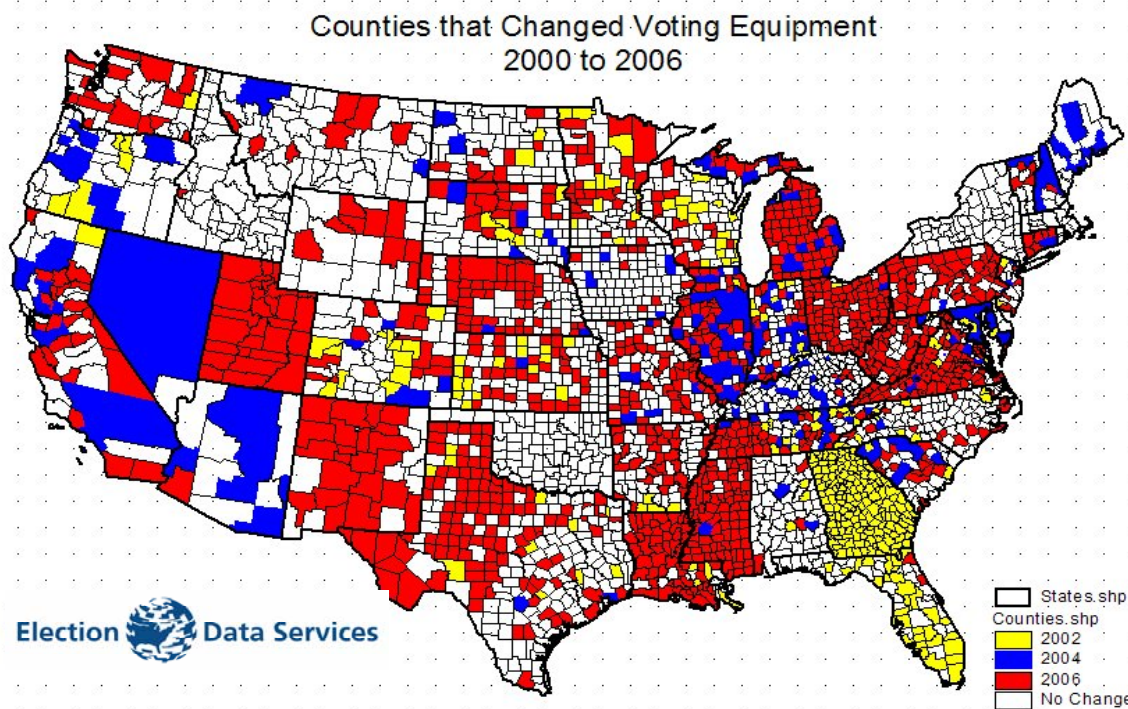 Counties that Changed Voting Equipment
2000 to 2006
Election Data Services
States.shp
Counties.shp
2002
2004
2006
No Change